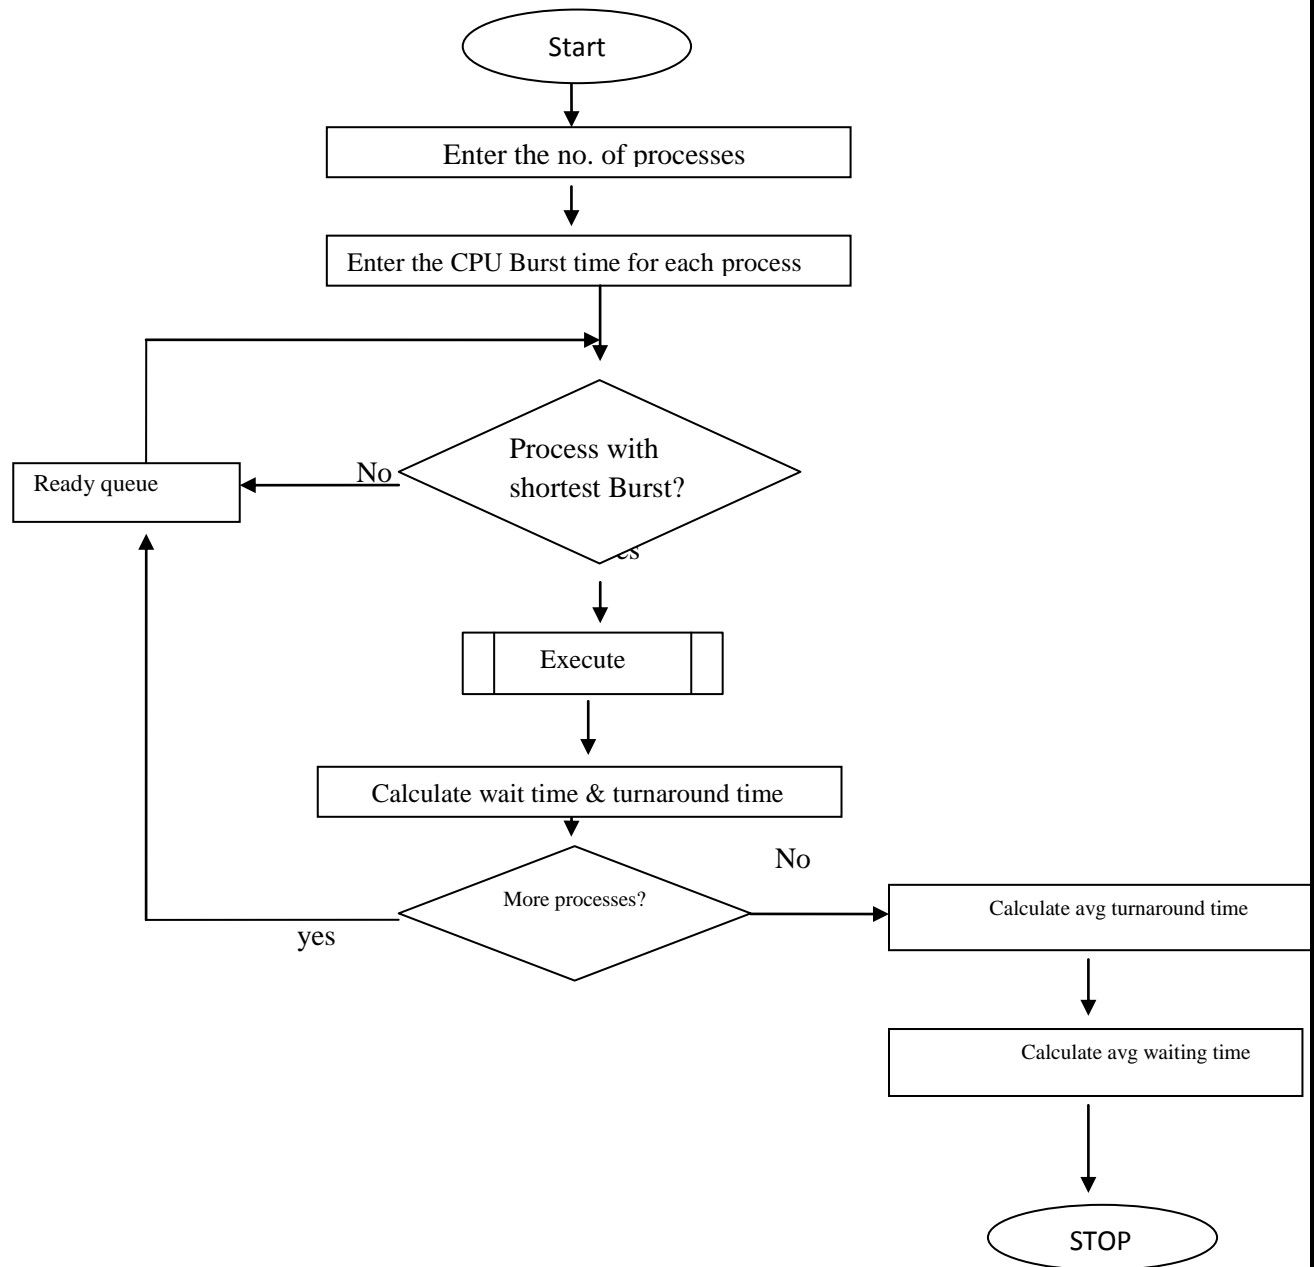 Start
Enter the no. of processes
Enter the CPU Burst time for each process
Process with
shortest Burst?
No
Ready queue
Execute
Calculate wait time & turnaround time
No
More processes?
Calculate avg turnaround time
yes
Calculate avg waiting time
STOP